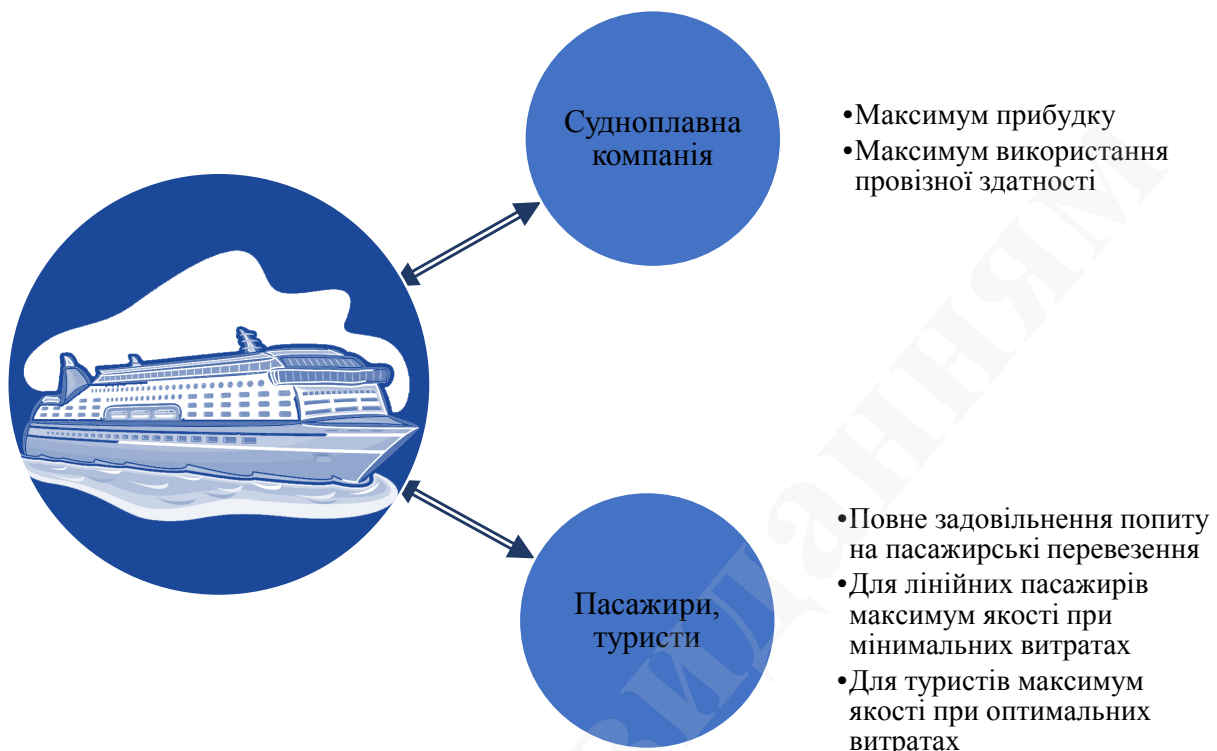 Судноплавна
компанія
•Максимум прибудку
•Максимум використання
провізної здатності
Пасажири,
туристи
•Повне задовільнення попиту
на пасажирські перевезення
•Для лінійних пасажирів
максимум якості при
мінімальних витратах
•Для туристів максимум
якості при оптимальних
витратах